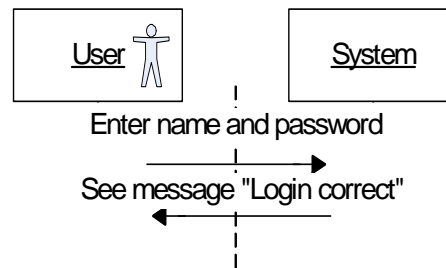 User
System
Enter name and password
See message "Login correct"